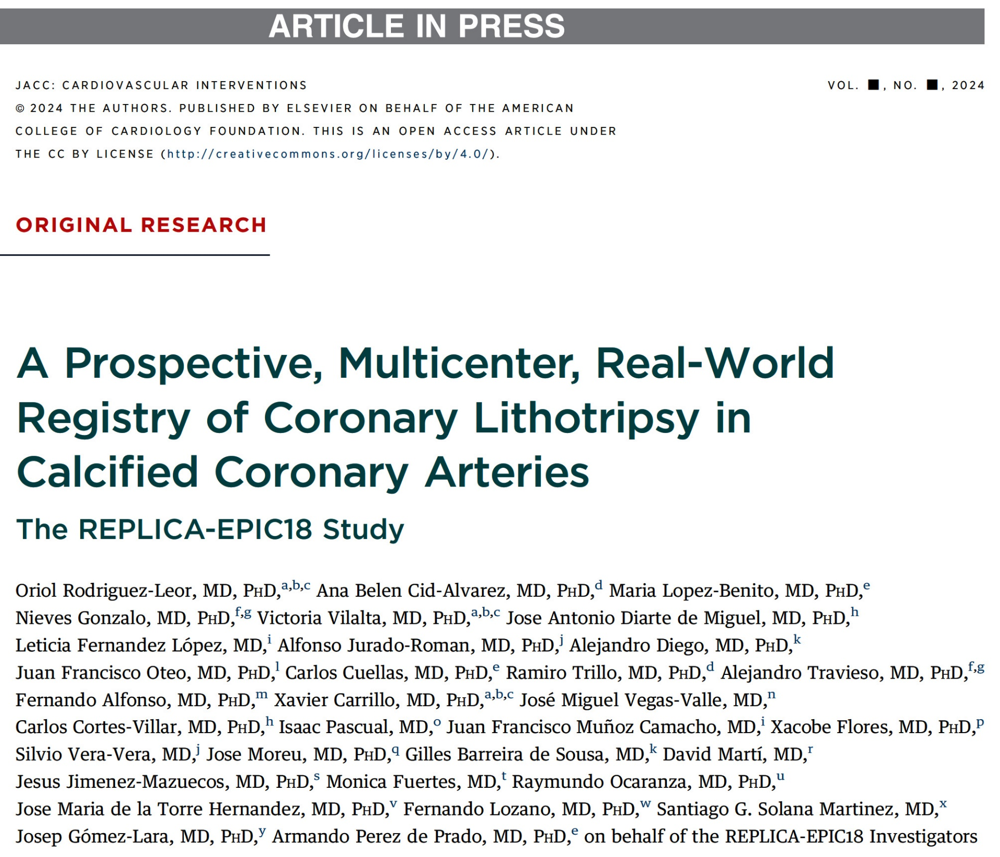 ARTICLE IN PRESS
JACC: CARDIOVASCULAR INTERVENTIONS
VOL. ■, NO. ■, 2024
© 2024 THE AUTHORS. PUBLISHED BY ELSEVIER ON BEHALF OF THE AMERICAN
COLLEGE OF CARDIOLOGY FOUNDATION. THIS IS AN OPEN ACCESS ARTICLE UNDER
THE CC BY LICENSE (http://creativecommons.org/licenses/by/4.0/).
ORIGINAL RESEARCH
A Prospective, Multicenter, Real-World
Registry of Coronary Lithotripsy in
Calcified Coronary Arteries
The REPLICA-EPIC18 Study
Oriol Rodriguez-Leor, MD, PHD,a,b,c Ana Belen Cid-Alvarez, MD, PHD,d Maria Lopez-Benito, MD, PHD,e
Nieves Gonzalo, MD, PHD,f,g Victoria Vilalta, MD, PHD,a,b,c Jose Antonio Diarte de Miguel, MD, PHD,h
Leticia Fernandez López, MD,i Alfonso Jurado-Roman, MD, PHD,j Alejandro Diego, MD, PHD,k
Juan Francisco Oteo, MD, PHD,l Carlos Cuellas, MD, PHD,e Ramiro Trillo, MD, PHD,d Alejandro Travieso, MD, PHD,f,g
Fernando Alfonso, MD, PHD,m Xavier Carrillo, MD, PHD,a,b,c José Miguel Vegas-Valle, MD,n
Carlos Cortes-Villar, MD, PHD,h Isaac Pascual, MD,o Juan Francisco Muñoz Camacho, MD,i Xacobe Flores, MD, PHD,p
Silvio Vera-Vera, MD,j Jose Moreu, MD, PHD,q Gilles Barreira de Sousa, MD,k David Martí, MD,r
Jesus Jimenez-Mazuecos, MD, PHD,s Monica Fuertes, MD,t Raymundo Ocaranza, MD, PHD,u
Jose Maria de la Torre Hernandez, MD, PHD,v Fernando Lozano, MD, PHD,w Santiago G. Solana Martinez, MD,x
Josep Gómez-Lara, MD, PHD,y Armando Perez de Prado, MD, PHD,e on behalf of the REPLICA-EPIC18 Investigators